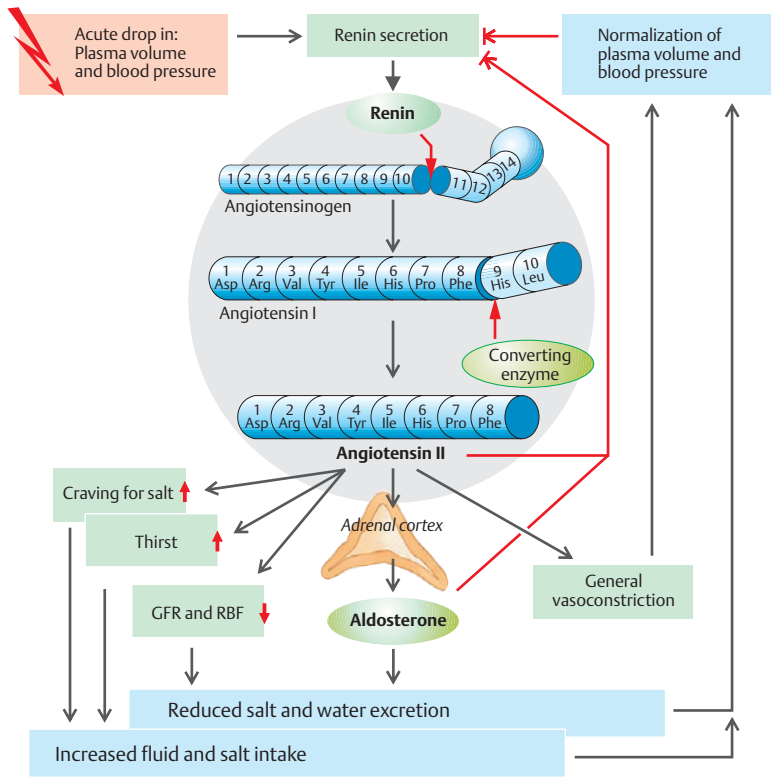 Acute drop in:
Plasma volume
and blood pressure
Renin secretion
Normalization of
plasma volume and
blood pressure
Renin
1 2 3 4 5 6 7 8 9 10 11 12 13 14
Angiotensinogen
1 2 3 4 5 6 7 8 9 10
Asp Arg Val Tyr Ile His Pro Phe His Leu
Angiotensin I
Converting
enzyme
1 2 3 4 5 6 7 8
Asp Arg Val Tyr Ile His Pro Phe
Angiotensin II
Craving for salt
Thirst
Adrenal cortex
GFR and RBF
Aldosterone
General
vasoconstriction
Reduced salt and water excretion
Increased fluid and salt intake